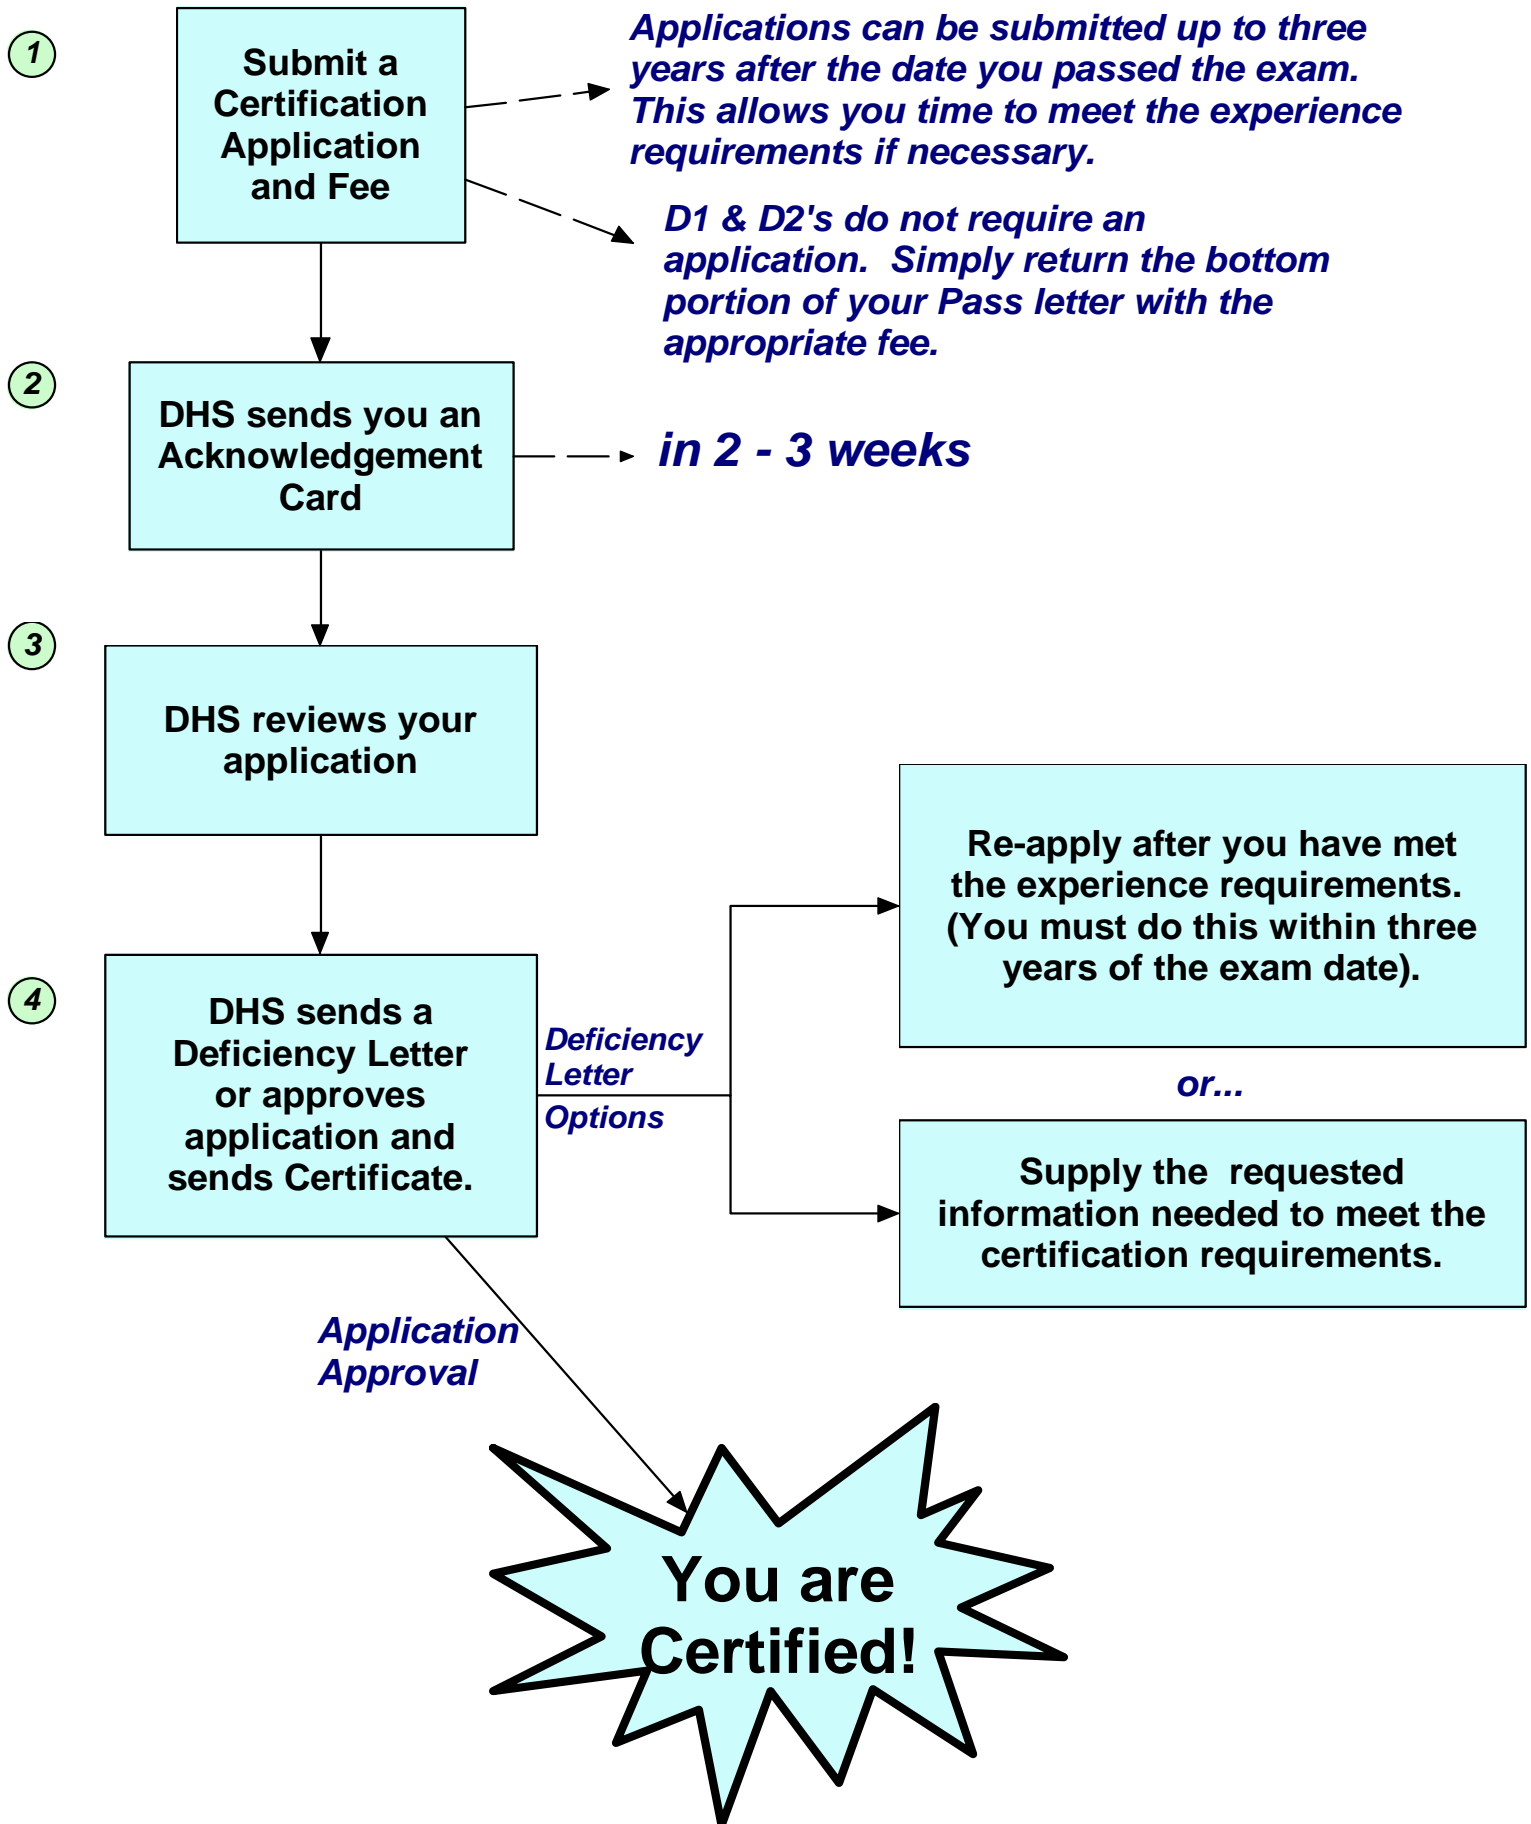 1
Submit a
Certification
Application
and Fee
Applications can be submitted up to three
years after the date you passed the exam.
This allows you time to meet the experience
requirements if necessary.
D1 & D2's do not require an
application.  Simply return the bottom
portion of your Pass letter with the
appropriate fee.
2
DHS sends you an
Acknowledgement
Card
in 2 - 3 weeks
3
DHS reviews your
application
4
DHS sends a
Deficiency Letter
or approves
application and
sends Certificate.
Deficiency
Letter
Options
Re-apply after you have met
the experience requirements.
(You must do this within three
years of the exam date).
or...
Supply the  requested
information needed to meet the
certification requirements.
Application
Approval
You are
Certified!